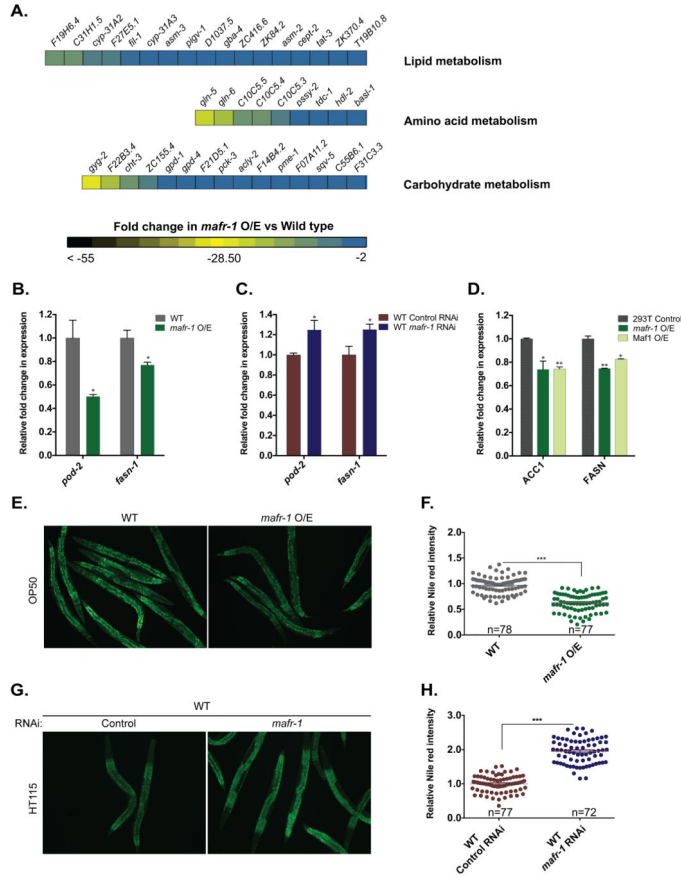 A.
F19H6.4 C31H1.5 cyp-31A2 F27E5.1 fil-1 cyp-31A3 asm-3 pigv-1 D1037.5 gba-4 ZC416.6 ZK84.2 asm-2 cept-2 tat-3 ZK370.4 T19B10.8
Lipid metabolism
gln-5 gln-6 C10C5.5 C10C5.4 C10C5.3 pssy-2 tdc-1 hdl-2 basl-1
Amino acid metabolism
gyg-2 F22B3.4 cht-3 ZC155.4 gpd-1 gpd-4 F21D5.1 pck-3 acly-2 F14B4.2 pme-1 F07A11.2 sqv-5 C55B6.1 F31C3.3
Carbohydrate metabolism
Fold change in mafr-1 O/E vs Wild type
< -55 -28.50 -2
B.
WT
mafr-1 O/E
Relative fold change in expression
1.4
1.2
1.0
0.8
0.6
0.4
0.2
0.0
*
*
pod-2 fasn-1
C.
WT Control RNAi
WT mafr-1 RNAi
Relative fold change in expression
1.4
1.2
1.0
0.8
0.6
0.4
0.2
0.0
*
*
pod-2 fasn-1
D.
293T Control
mafr-1 O/E
Maf1 O/E
Relative fold change in expression
1.4
1.2
1.0
0.8
0.6
0.4
0.2
0.0
* ** ** *
ACC1 FASN
E.
WT mafr-1 O/E
OP50
F.
Relative Nile red intensity
2.0
1.5
1.0
0.5
0.0
***
n=78 n=77
WT mafr-1 O/E
G.
WT
RNAi: Control mafr-1
HT115
H.
Relative Nile red intensity
3.0
2.0
1.0
0.0
***
n=77 n=72
WT
Control RNAi
WT
mafr-1 RNAi